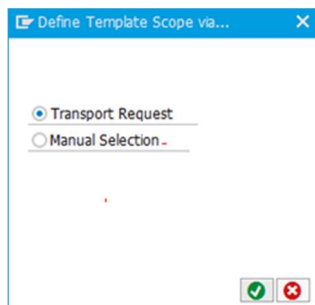 Define Template Scope via...
Transport Request
Manual Selection